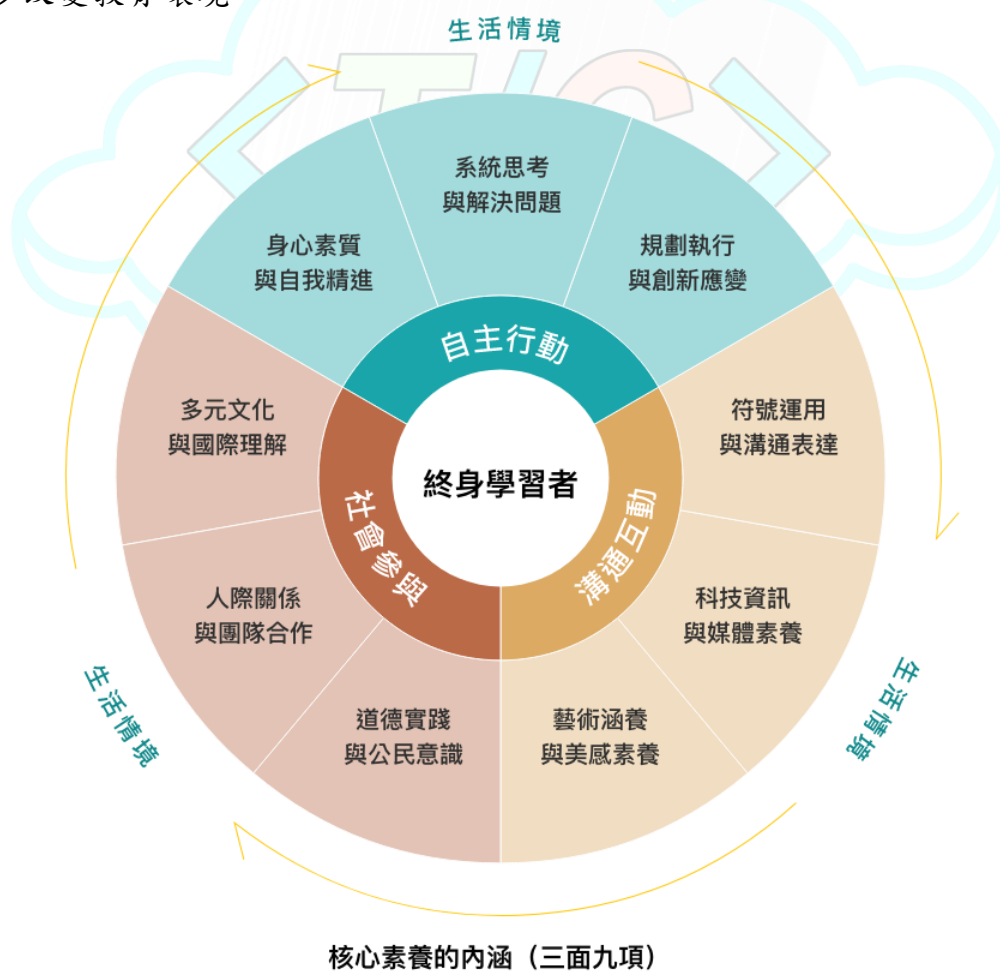 改變教育環境
生活情境
系統思考
與解決問題
身心素質
與自我精進
規劃執行
與創新應變
自主行動
多元文化
與國際理解
符號運用
與溝通表達
終身學習者
社會參與
溝通互動
人際關係
與團隊合作
科技資訊
與媒體素養
道德實踐
與公民意識
藝術涵養
與美感素養
生活情境
生活情境
核心素養的內涵（三面九項）